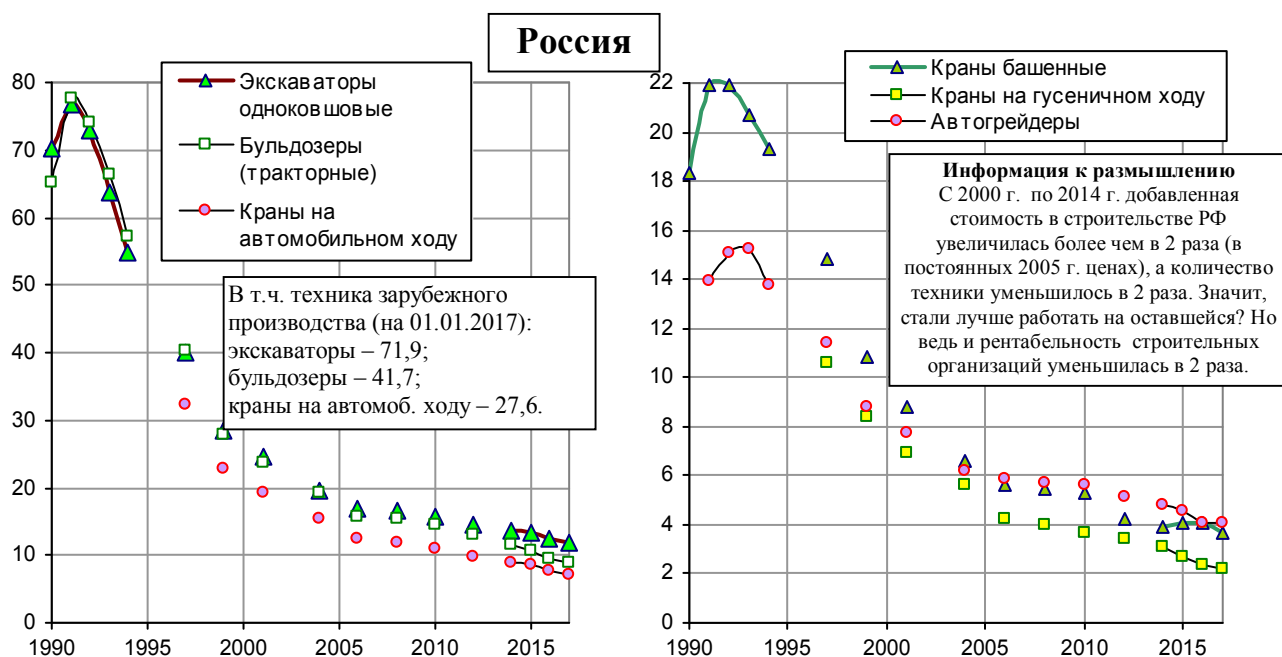 Россия
Экскаваторы
одноковшовые
Бульдозеры
(тракторные)
Краны на
автомобильном ходу
В т.ч. техника зарубежного
производства (на 01.01.2017):
экскаваторы – 71,9;
бульдозеры – 41,7;
краны на автомоб. ходу – 27,6.
80
70
60
50
40
30
20
10
0
1990 1995 2000 2005 2010 2015
Краны башенные
Краны на гусеничном ходу
Автогрейдеры
Информация к размышлению
С 2000 г. по 2014 г. добавленная
стоимость в строительстве РФ
увеличилась более чем в 2 раза (в
постоянных 2005 г. ценах), а количество
техники уменьшилось в 2 раза. Значит,
стали лучше работать на оставшейся? Но
ведь и рентабельность строительных
организаций уменьшилась в 2 раза.
22
20
18
16
14
12
10
8
6
4
2
0
1990 1995 2000 2005 2010 2015